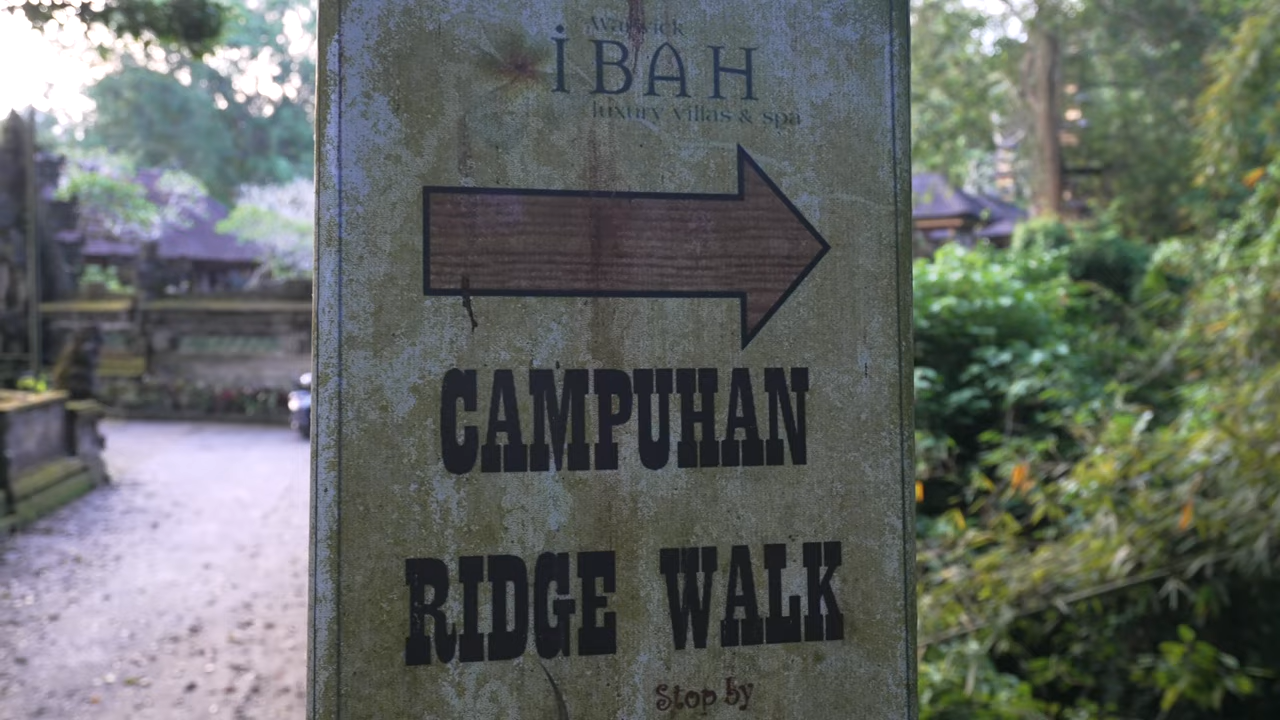 Warwick
iBAH
luxury villas & spa
CAMPUHAN
RIDGE WALK
Stop by